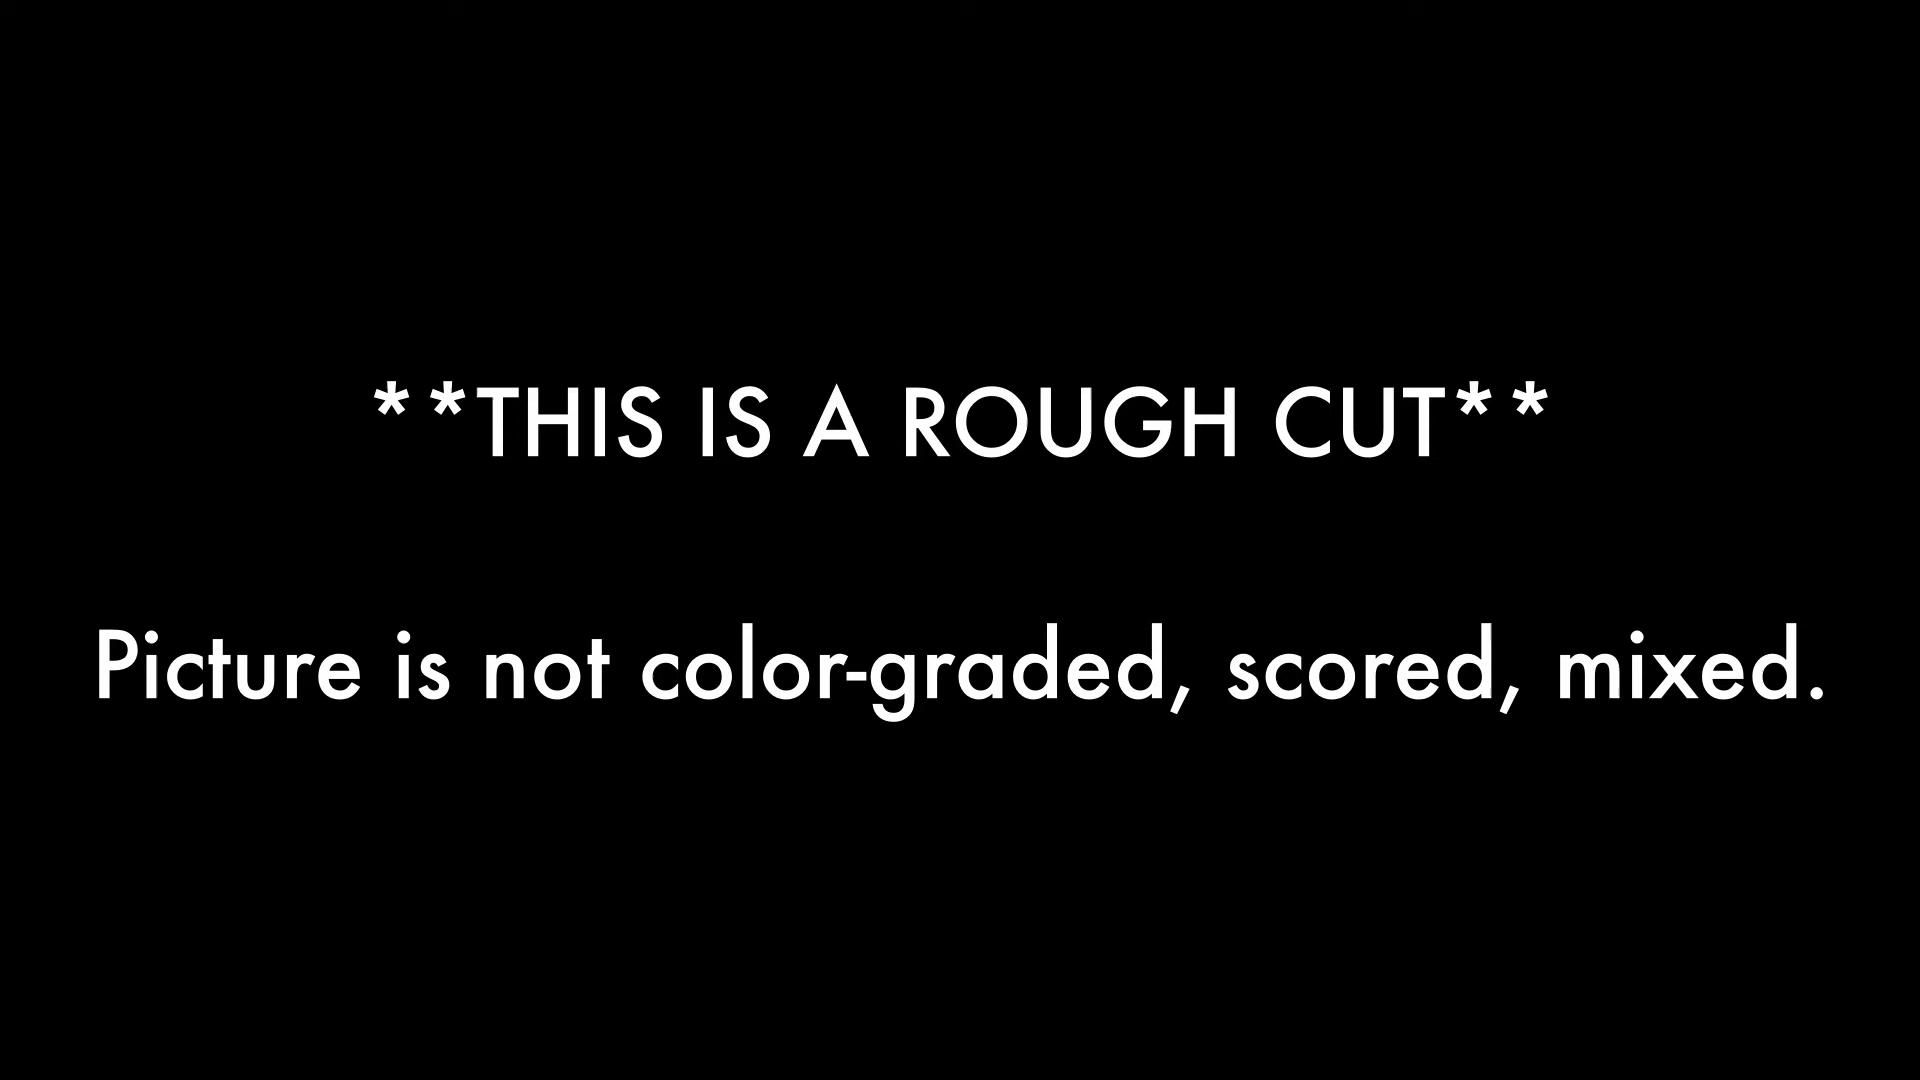 **THIS IS A ROUGH CUT**
Picture is not color-graded, scored, mixed.